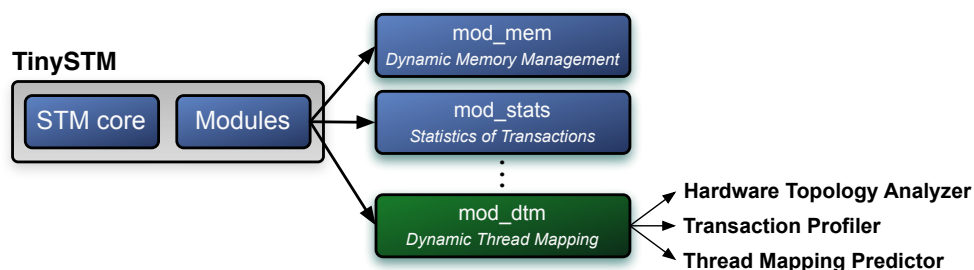 mod_mem
Dynamic Memory Management
TinySTM
STM core
Modules
mod_stats
Statistics of Transactions
mod_dtm
Dynamic Thread Mapping
Hardware Topology Analyzer
Transaction Profiler
Thread Mapping Predictor